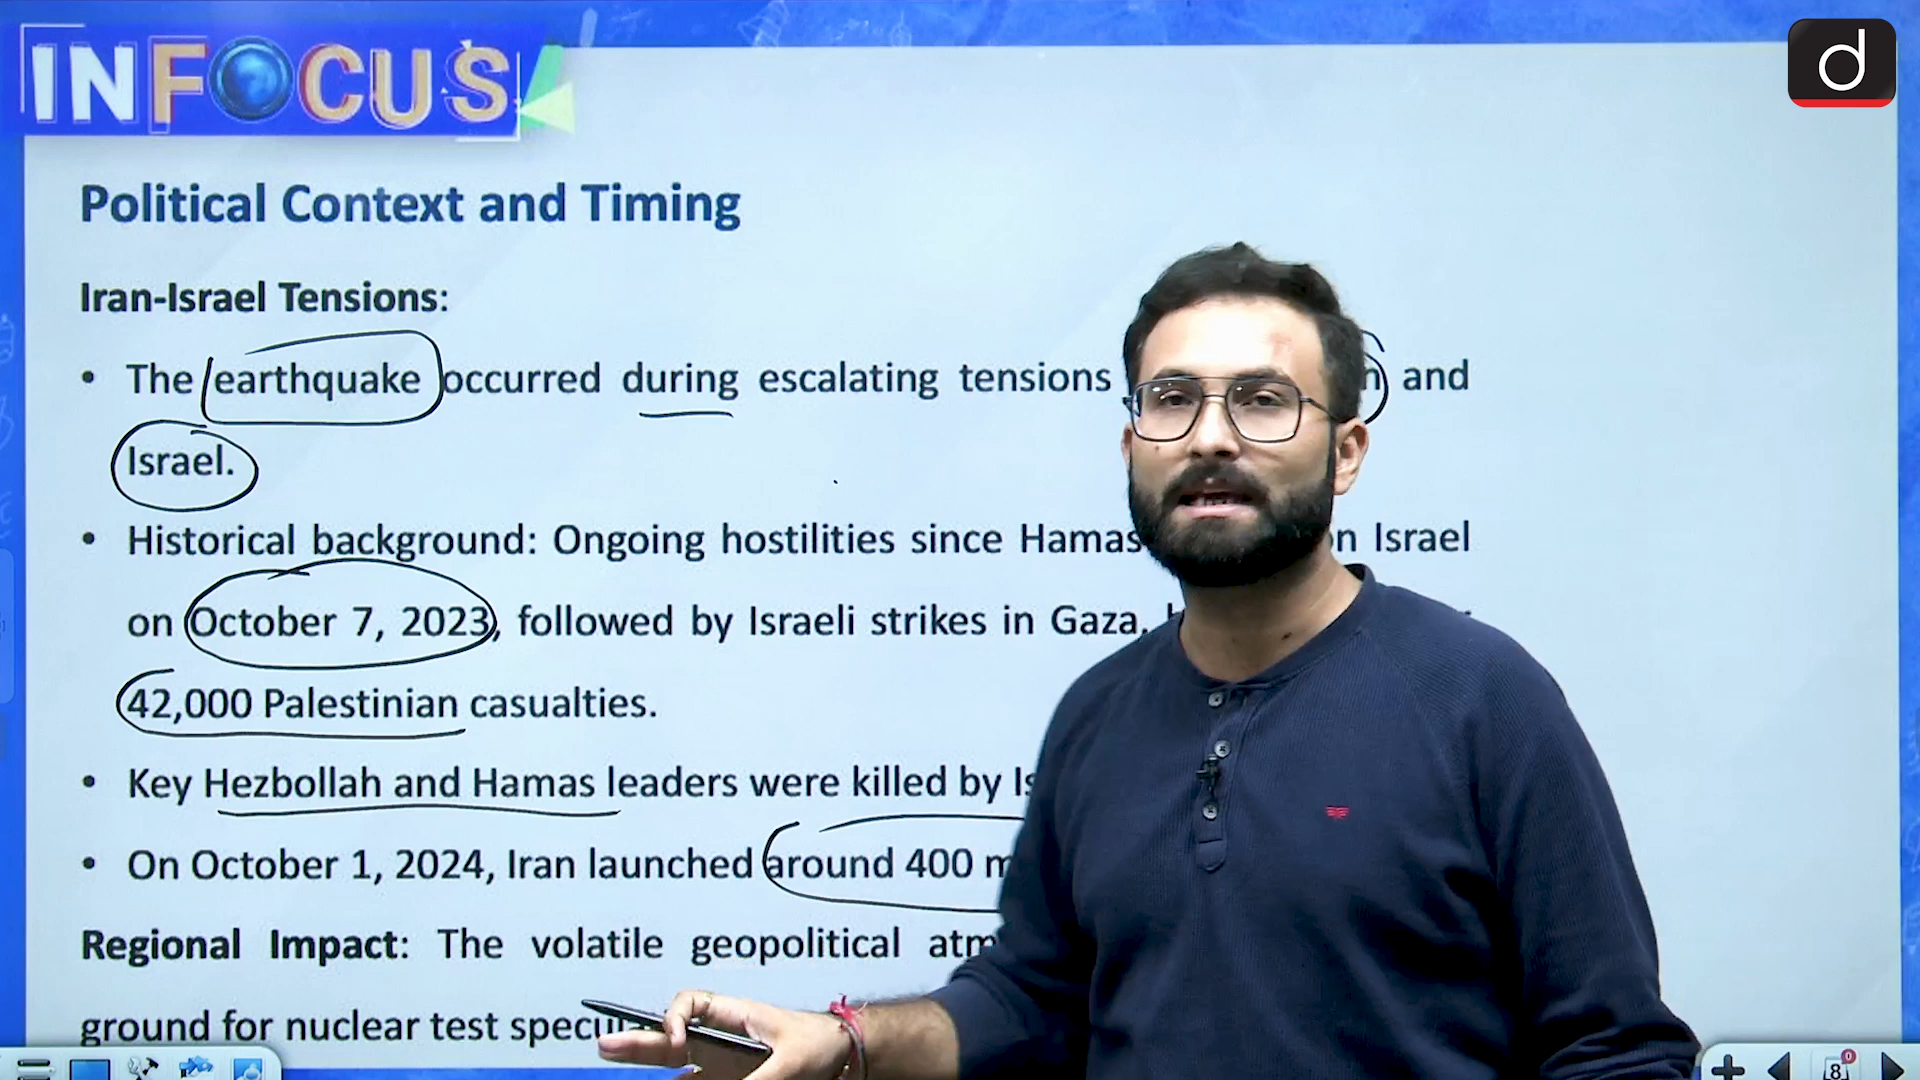 INFOCUS
d
Political Context and Timing
Iran-Israel Tensions:
• The earthquake occurred during escalating tensions and
Israel.
• Historical background: Ongoing hostilities since Hamas on Israel
on October 7, 2023, followed by Israeli strikes in Gaza,
42,000 Palestinian casualties.
• Key Hezbollah and Hamas leaders were killed by
• On October 1, 2024, Iran launched around 400
Regional Impact: The volatile geopolitical
ground for nuclear test
8
0